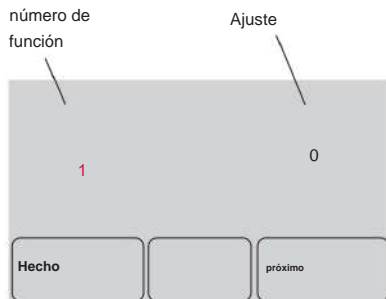 número de
función
Ajuste
1
0
Hecho
próximo